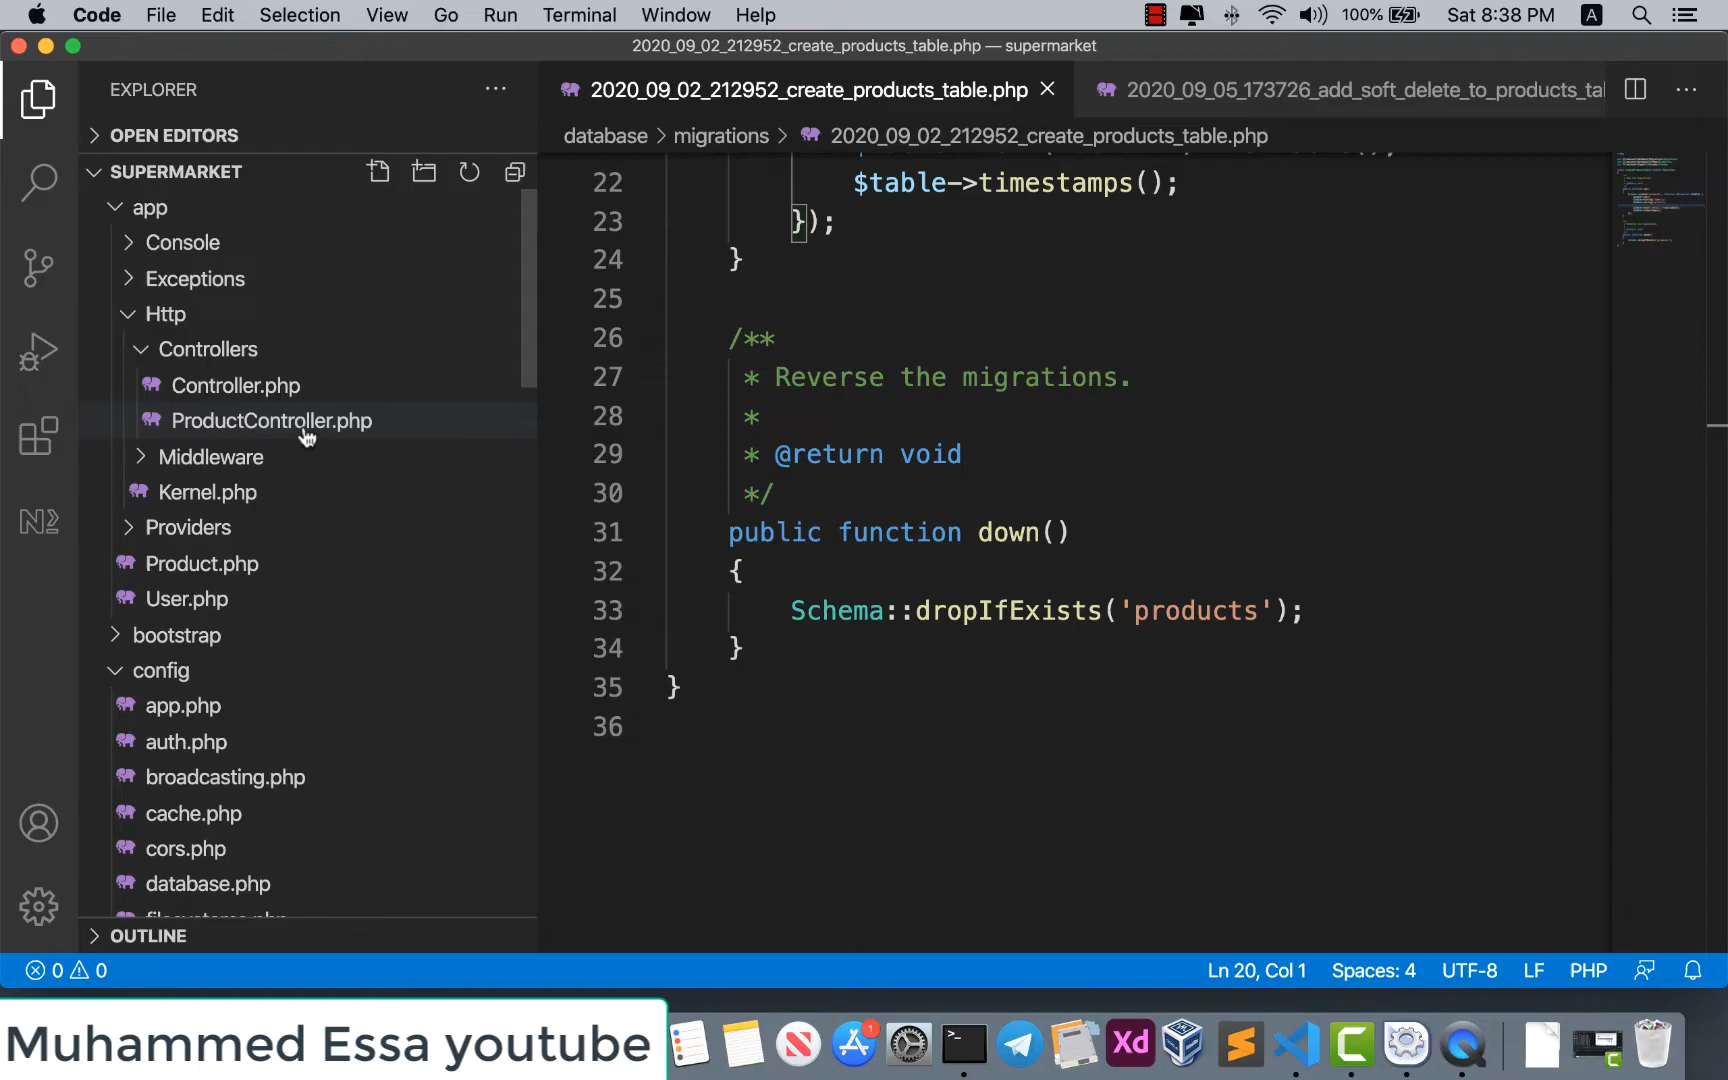 Code File Edit Selection View Go Run Terminal Window Help 100% Sat 8:38 PM A
2020_09_02_212952_create_products_table.php — supermarket
EXPLORER
2020_09_02_212952_create_products_table.php
2020_09_05_173726_add_soft_delete_to_products_ta
OPEN EDITORS
database > migrations > 2020_09_02_212952_create_products_table.php
SUPERMARKET
app
Console
Exceptions
Http
Controllers
Controller.php
ProductController.php
Middleware
Kernel.php
Providers
Product.php
User.php
bootstrap
config
app.php
auth.php
broadcasting.php
cache.php
cors.php
database.php
OUTLINE
22 $table->timestamps();
23 });
24 }
25
26 /**
27 * Reverse the migrations.
28 *
29 * @return void
30 */
31 public function down()
32 {
33 Schema::dropIfExists('products');
34 }
35 }
36
0 0 Ln 20, Col 1 Spaces: 4 UTF-8 LF PHP
Muhammed Essa youtube
1
Xd